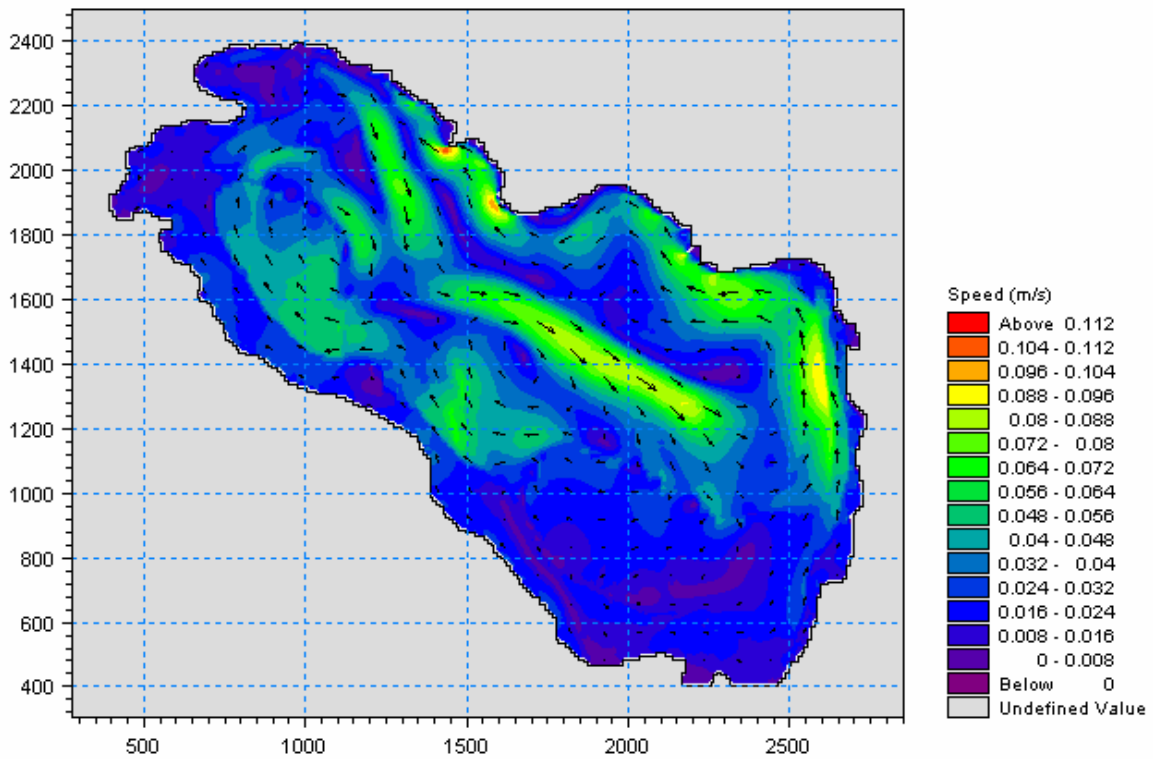 2400
2200
2000
1800
1600
1400
1200
1000
800
600
400
500
1000
1500
2000
2500
Speed (m/s)
Above 0.112
0.104 - 0.112
0.096 - 0.104
0.088 - 0.096
0.08 - 0.088
0.072 - 0.08
0.064 - 0.072
0.056 - 0.064
0.048 - 0.056
0.04 - 0.048
0.032 - 0.04
0.024 - 0.032
0.016 - 0.024
0.008 - 0.016
0 - 0.008
Below 0
Undefined Value